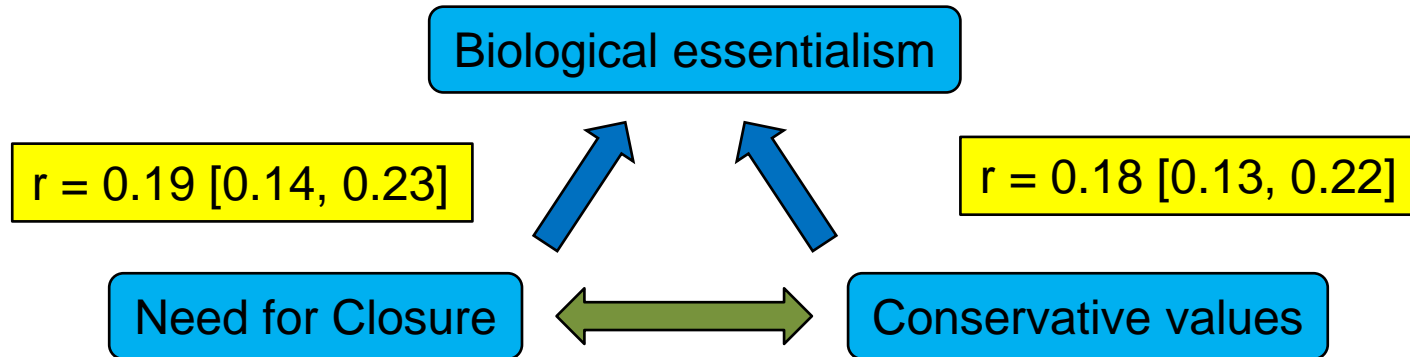 Biological essentialism
r = 0.19 [0.14, 0.23]
r = 0.18 [0.13, 0.22]
Need for Closure
Conservative values